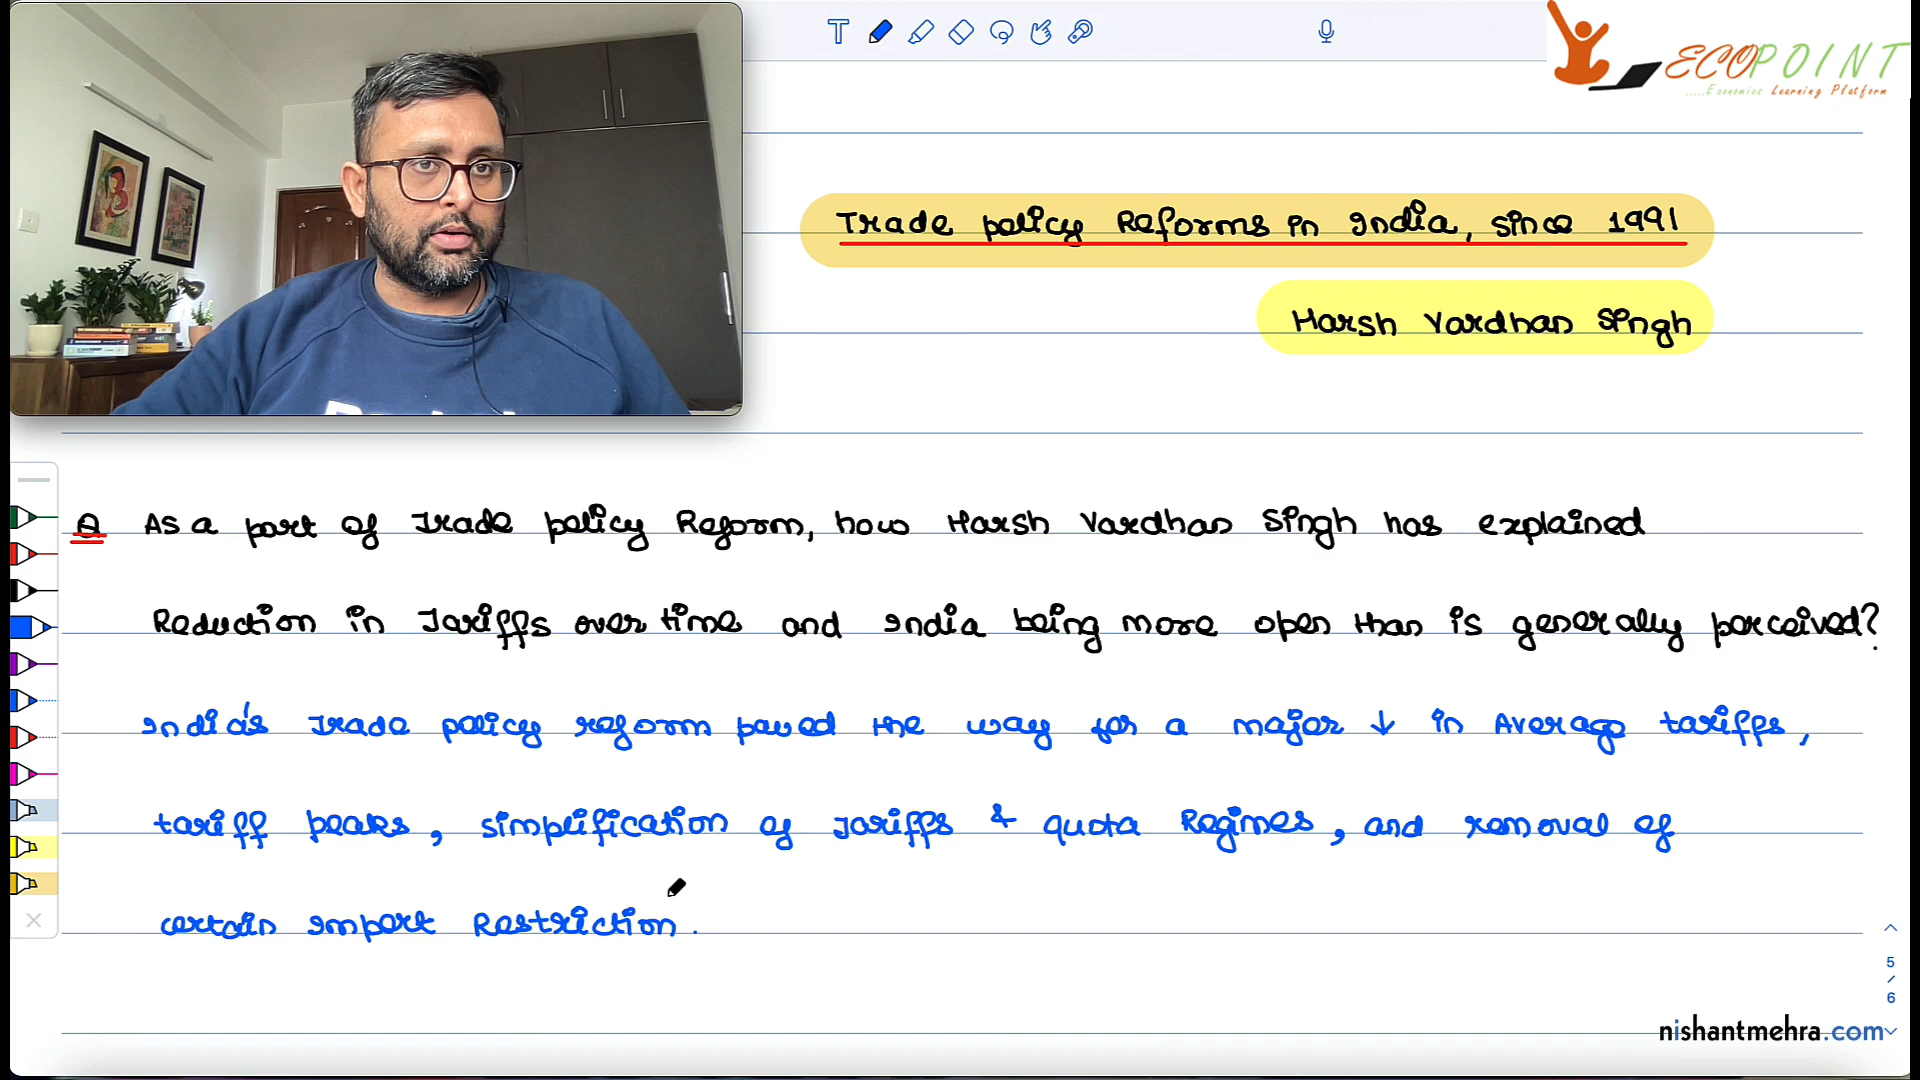 ECOPOINT
.....Economics Learning Platform
Trade policy Reforms in India, since 1991
Harsh Vardhan Singh
Q As a part of Trade policy Reform, how Harsh Vardhan Singh has explained
Reduction in Tariffs over time and India being more open than is generally perceived?
India's Trade policy reform paved the way for a major ↓ in Average tariffs,
tariff peaks, simplification of Tariffs & quota Regimes, and removal of
certain import Restriction.
5
/
6
nishantmehra.com